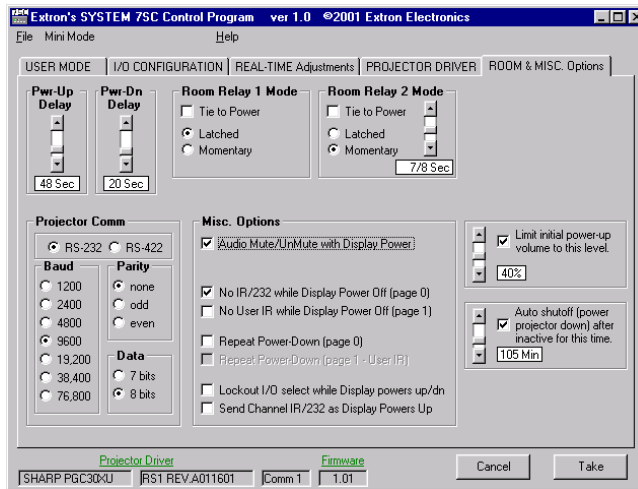 Extron's SYSTEM 7SC Control Program ver 1.0 ©2001 Extron Electronics
File Mini Mode Help
USER MODE I/O CONFIGURATION REAL-TIME Adjustments PROJECTOR DRIVER ROOM & MISC. Options
Pwr-Up Delay
48 Sec
Pwr-Dn Delay
20 Sec
Room Relay 1 Mode
Tie to Power
Latched
Momentary
Room Relay 2 Mode
Tie to Power
Latched
Momentary
7/8 Sec
Projector Comm
RS-232 RS-422
Baud
1200
2400
4800
9600
19,200
38,400
76,800
Parity
none
odd
even
Data
7 bits
8 bits
Misc. Options
Audio Mute/UnMute with Display Power
No IR/232 while Display Power Off (page 0)
No User IR while Display Power Off (page 1)
Repeat Power-Down (page 0)
Repeat Power-Down (page 1 - User IR)
Lockout I/O select while Display powers up/dn
Send Channel IR/232 as Display Powers Up
Limit initial power-up
volume to this level.
40%
Auto shutoff (power
projector down) after
inactive for this time.
105 Min
Projector Driver
SHARP PGC30XU RS1 REV.A011601 Comm 1
Firmware
1.01
Cancel Take